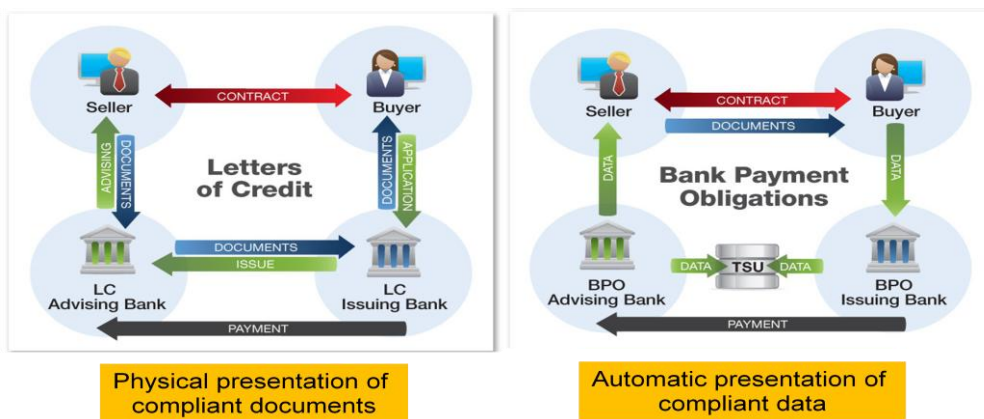 CONTRACT
Seller
Buyer
ADVISING
DOCUMENTS
Letters
of Credit
DOCUMENTS
APPLICATION
DOCUMENTS
ISSUE
LC
Advising Bank
LC
Issuing Bank
PAYMENT
Physical presentation of
compliant documents
CONTRACT
Seller
DOCUMENTS
Buyer
DATA
Bank Payment
Obligations
DATA
DATA
TSU
DATA
BPO
Advising Bank
BPO
Issuing Bank
PAYMENT
Automatic presentation of
compliant data